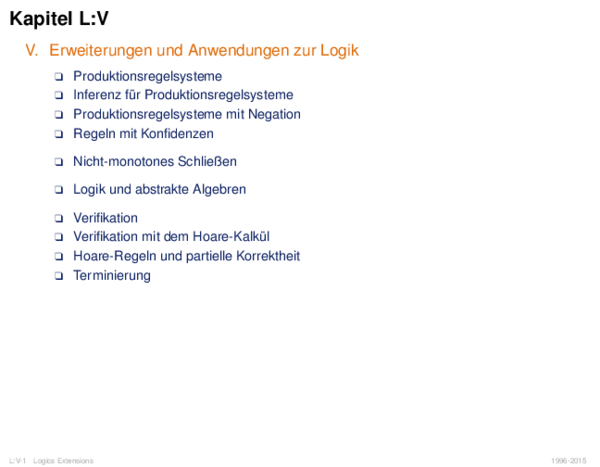 Kapitel L:V
V. Erweiterungen und Anwendungen zur Logik
❑ Produktionsregelsysteme
❑ Inferenz für Produktionsregelsysteme
❑ Produktionsregelsysteme mit Negation
❑ Regeln mit Konfidenzen
❑ Nicht-monotones Schließen
❑ Logik und abstrakte Algebren
❑ Verifikation
❑ Verifikation mit dem Hoare-Kalkül
❑ Hoare-Regeln und partielle Korrektheit
❑ Terminierung
L:V-1 Logics Extensions 1996-2015